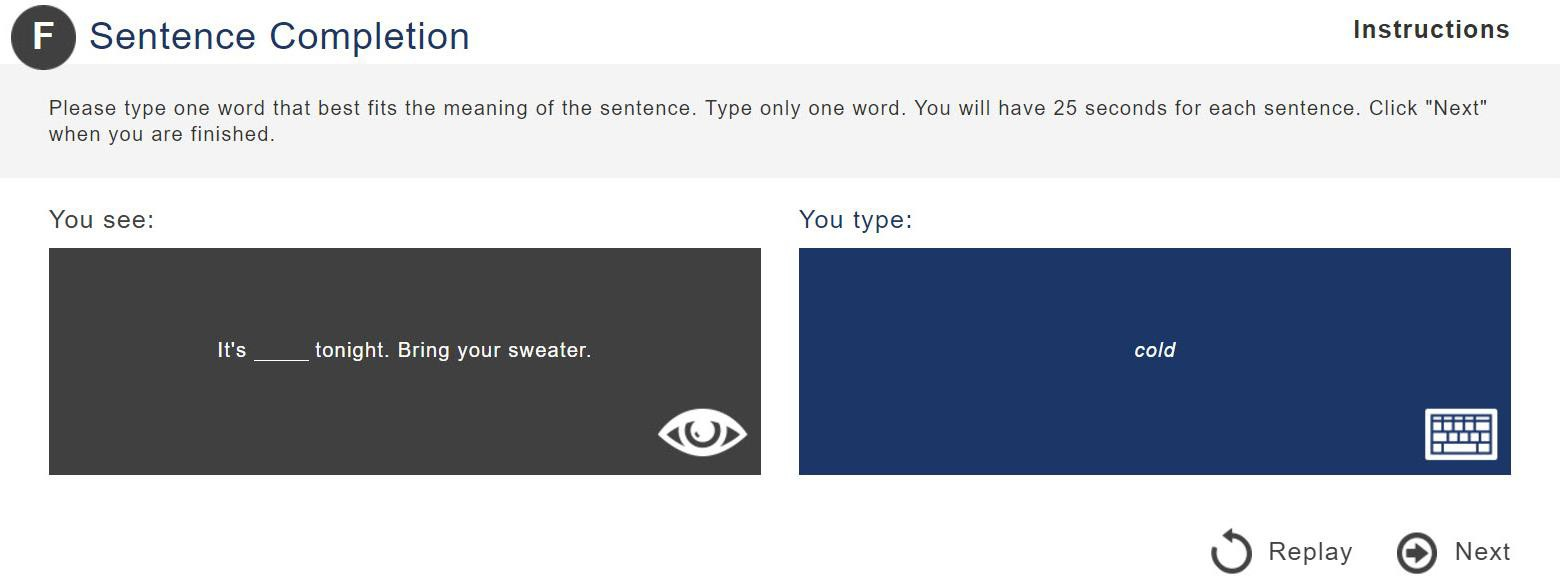 F Sentence Completion
Instructions
Please type one word that best fits the meaning of the sentence. Type only one word. You will have 25 seconds for each sentence. Click "Next"
when you are finished.
You see:
You type:
It's _____ tonight. Bring your sweater.
cold
Replay
Next